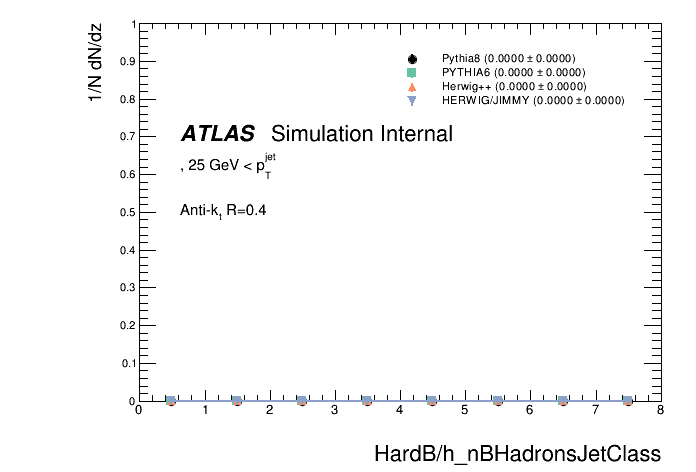 1/N dN/dz
1
0.9
0.8
0.7
0.6
0.5
0.4
0.3
0.2
0.1
0
Pythia8 (0.0000 ± 0.0000)
PYTHIA6 (0.0000 ± 0.0000)
Herwig++ (0.0000 ± 0.0000)
HERWIG/JIMMY (0.0000 ± 0.0000)
ATLAS Simulation Internal
, 25 GeV < p_T^jet
Anti-k_t R=0.4
0 1 2 3 4 5 6 7 8
HardB/h_nBHadronsJetClass